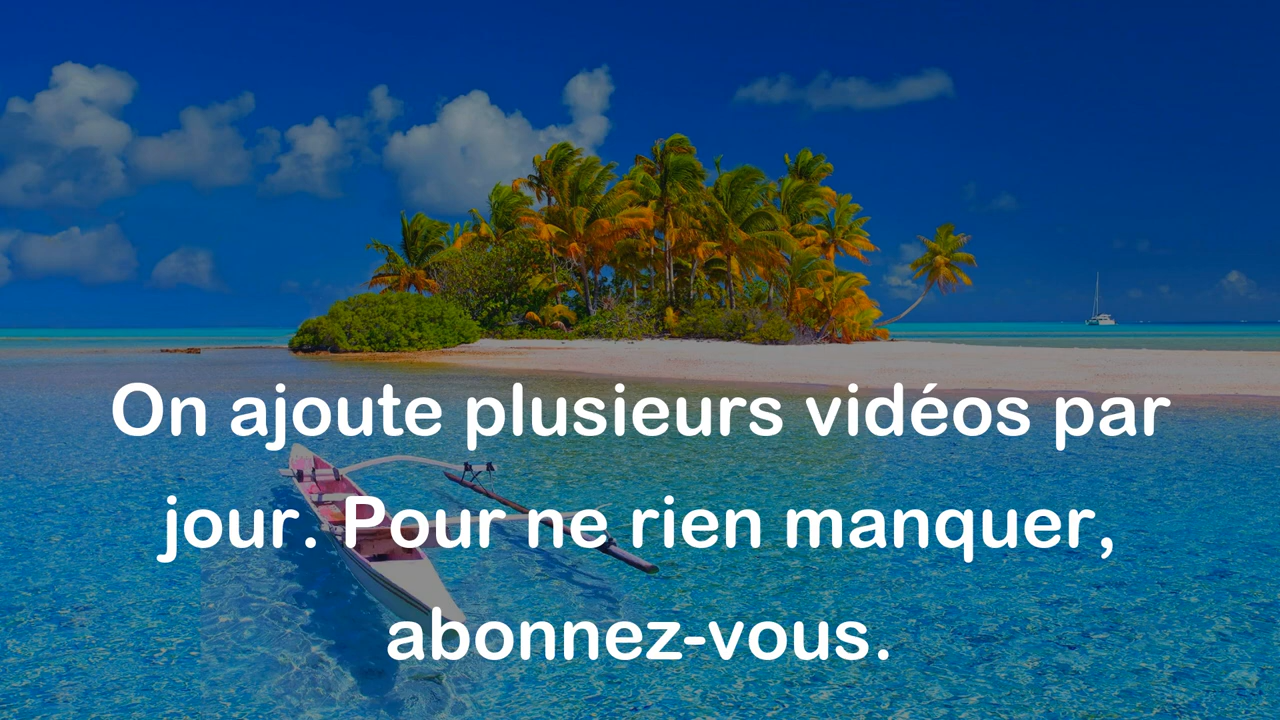 On ajoute plusieurs vidéos par
jour. Pour ne rien manquer,
abonnez-vous.